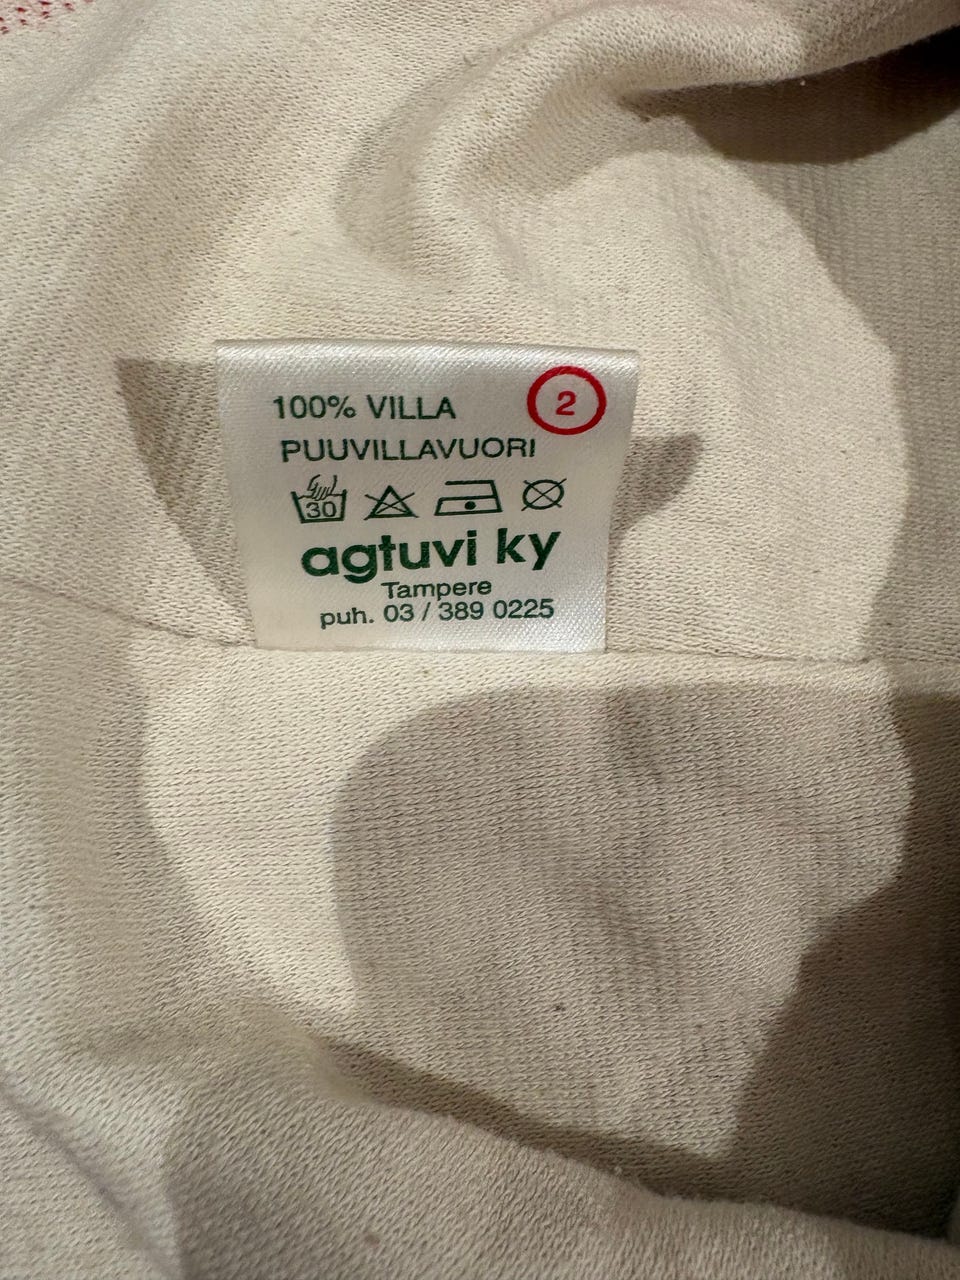 100% VILLA 2
PUUVILLAVUORI
30
agtuvi ky
Tampere
puh. 03 / 389 0225